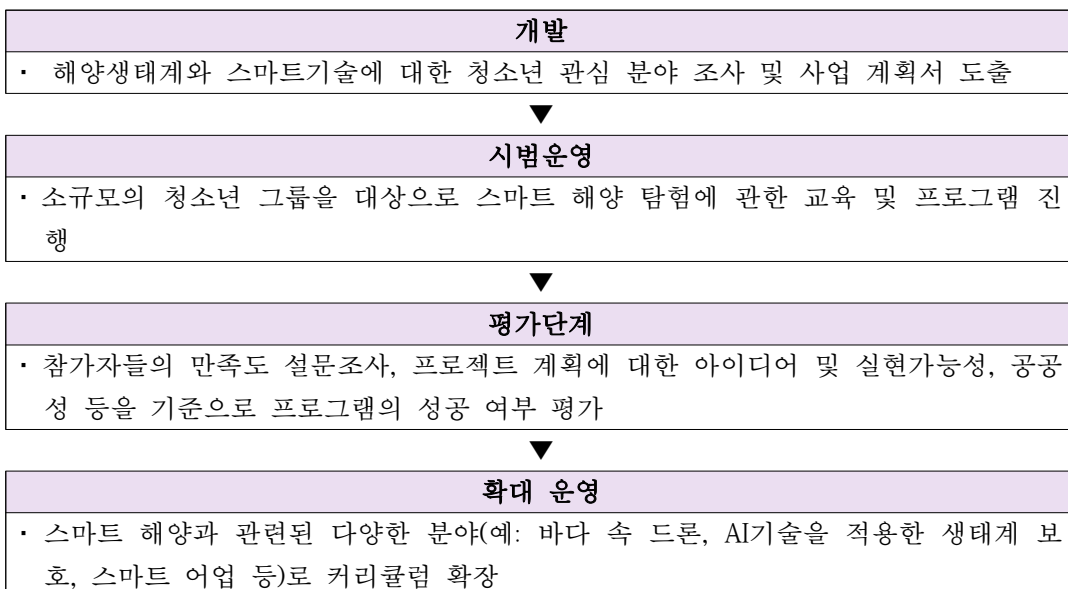 개발
· 해양생태계와 스마트기술에 대한 청소년 관심 분야 조사 및 사업 계획서 도출
▼
시범운영
· 소규모의 청소년 그룹을 대상으로 스마트 해양 탐험에 관한 교육 및 프로그램 진
행
▼
평가단계
· 참가자들의 만족도 설문조사, 프로젝트 계획에 대한 아이디어 및 실현가능성, 공공
성 등을 기준으로 프로그램의 성공 여부 평가
▼
확대 운영
· 스마트 해양과 관련된 다양한 분야(예: 바다 속 드론, AI기술을 적용한 생태계 보
호, 스마트 어업 등)로 커리큘럼 확장